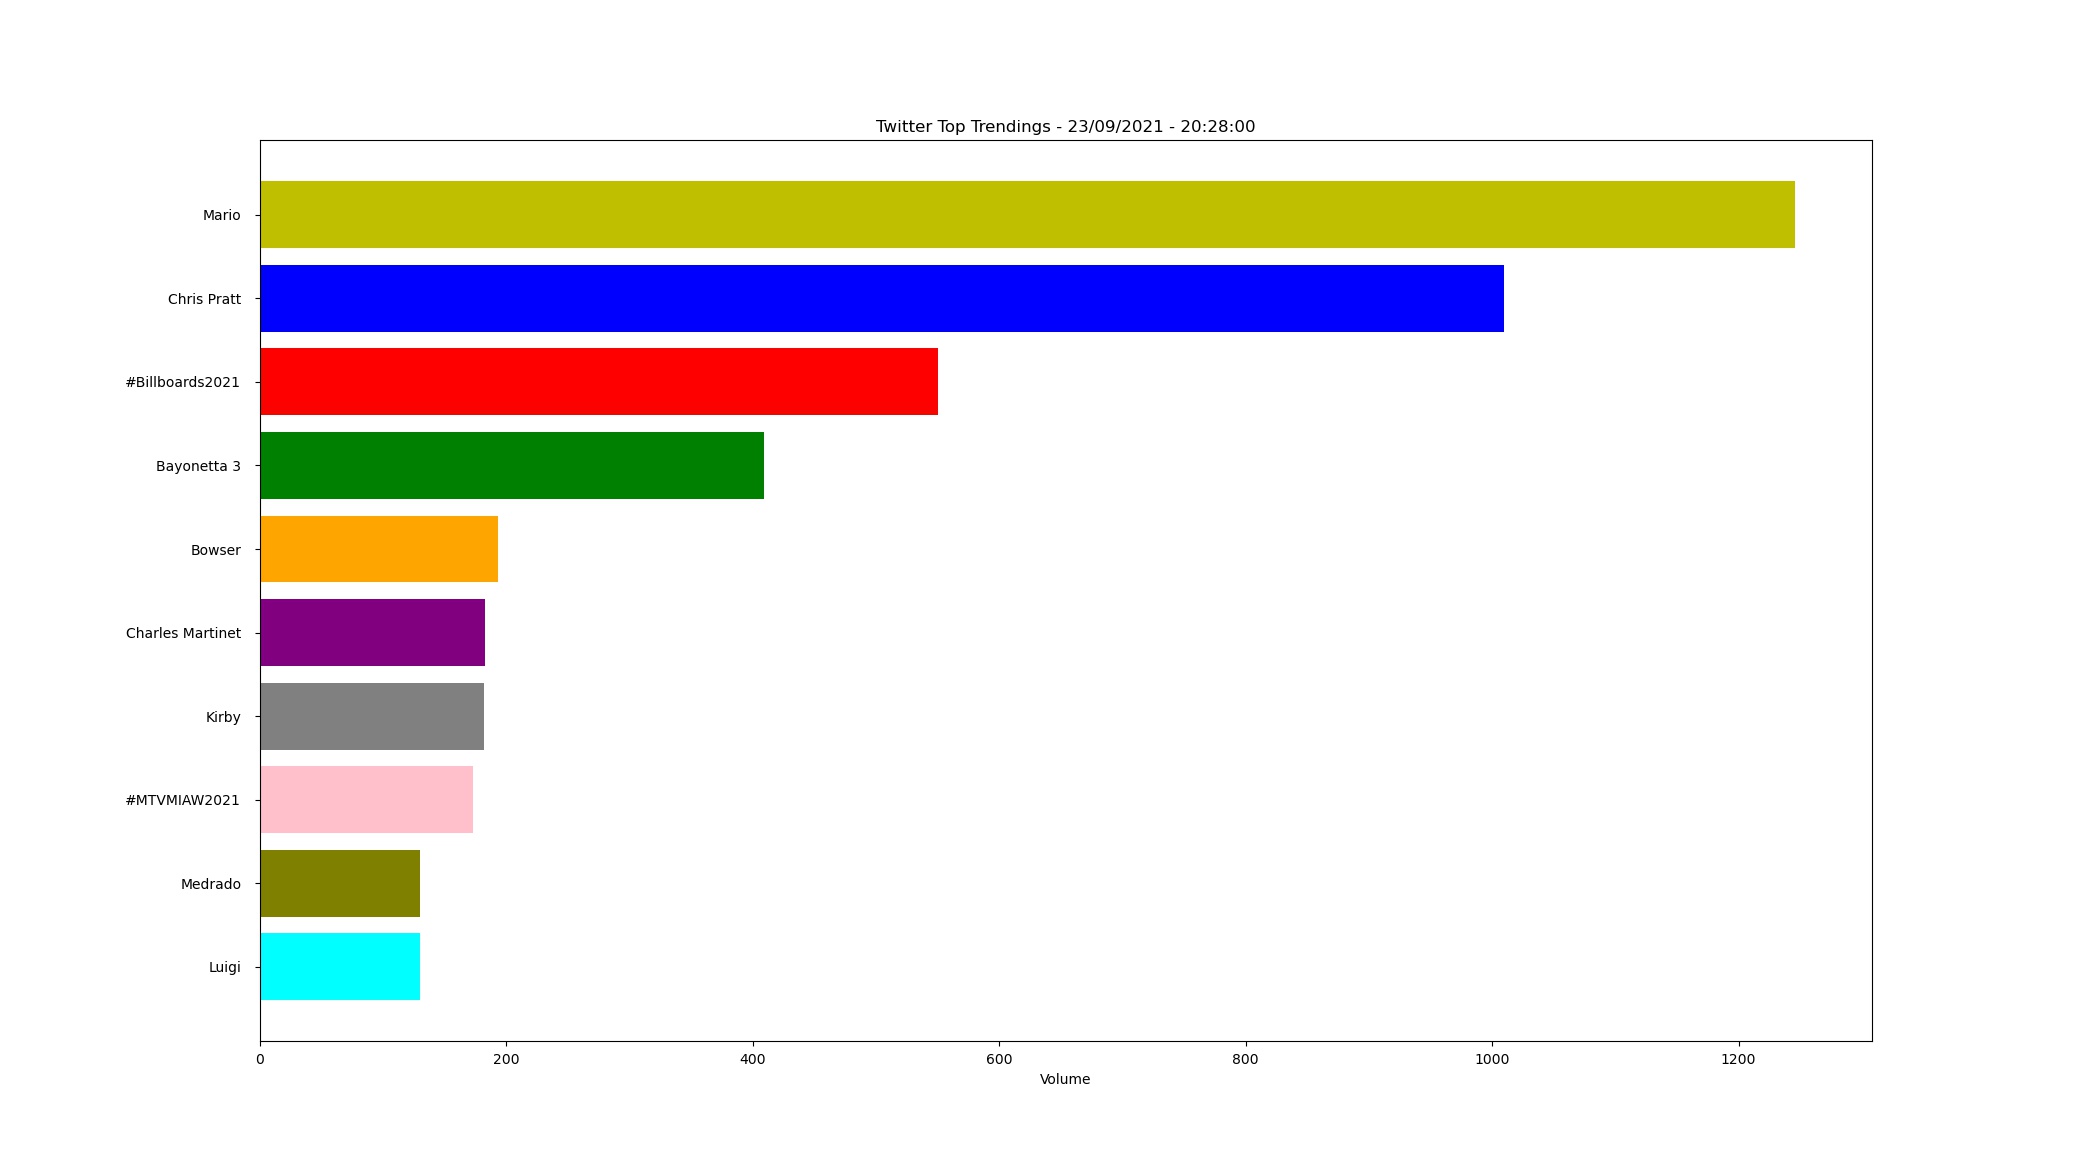 Twitter Top Trendings - 23/09/2021 - 20:28:00
Mario
Chris Pratt
#Billboards2021
Bayonetta 3
Bowser
Charles Martinet
Kirby
#MTVMIAW2021
Medrado
Luigi
0 200 400 600 800 1000 1200
Volume